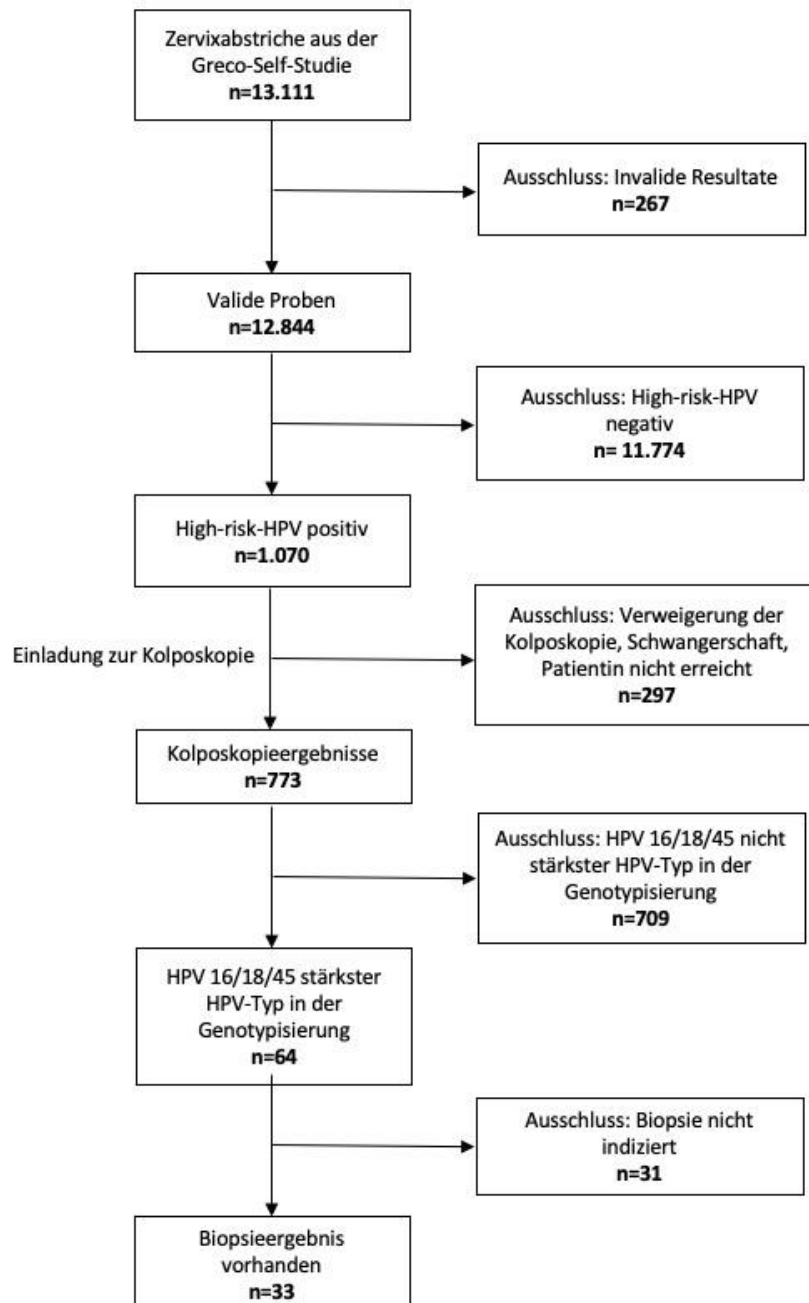 Zervixabstriche aus der
Greco-Self-Studie
n=13.111
Ausschluss: Invalide Resultate
n=267
Valide Proben
n=12.844
Ausschluss: High-risk-HPV
negativ
n= 11.774
High-risk-HPV positiv
n=1.070
Einladung zur Kolposkopie
Ausschluss: Verweigerung der
Kolposkopie, Schwangerschaft,
Patientin nicht erreicht
n=297
Kolposkopieergebnisse
n=773
Ausschluss: HPV 16/18/45 nicht
stärkster HPV-Typ in der
Genotypisierung
n=709
HPV 16/18/45 stärkster
HPV-Typ in der
Genotypisierung
n=64
Ausschluss: Biopsie nicht
indiziert
n=31
Biopsieergebnis
vorhanden
n=33